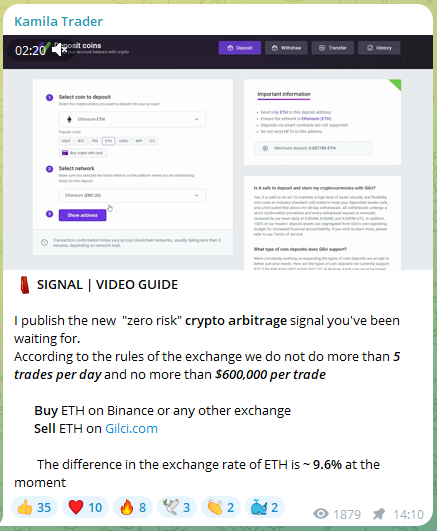 Kamila Trader
02:20
Deposit coins
your account balance with crypto
Deposit
Withdraw
Transfer
History
1 Select coin to deposit
Select the cryptocurrency you want to deposit into your account
Ethereum ETH
Popular coins
USDT BTC TRX ETH USDC XRP LTC
Buy crypto with card
2 Select network
Make sure you selected the same network on the platform where you are withdrawing
funds for this deposit
Ethereum (ERC-20)
3 Show address
Transaction confirmation times vary across blockchain networks, usually taking less than 5
minutes, depending on network load.
Important information
Send only ETH to this deposit address
Ensure the network is Ethereum (ETH)
Deposits via smart contracts are not supported
Do not send NFTs to this address
Minimum deposit: 0.007783 ETH
Is it safe to deposit and store my cryptocurrencies with Gilci?
What type of coin deposits does Gilci support?
SIGNAL | VIDEO GUIDE
I publish the new "zero risk" crypto arbitrage signal you've been
waiting for.
According to the rules of the exchange we do not do more than 5
trades per day and no more than $600,000 per trade
Buy ETH on Binance or any other exchange
Sell ETH on Gilci.com
The difference in the exchange rate of ETH is ~ 9.6% at the
moment
35 10 8 3 2 2
1879 14:10